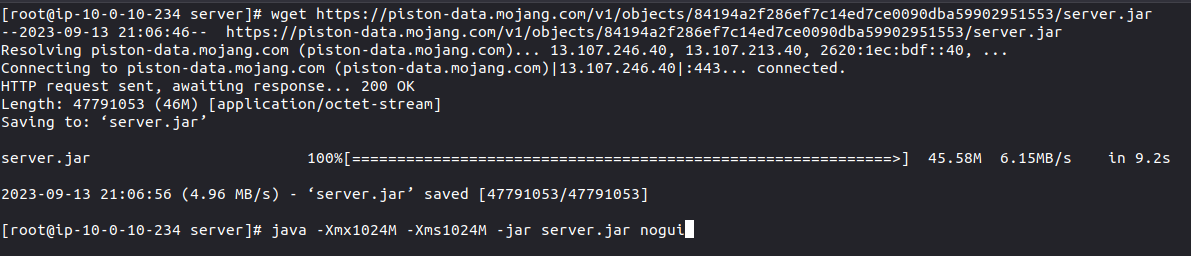 [root@ip-10-0-10-234 server]# wget https://piston-data.mojang.com/v1/objects/84194a2f286ef7c14ed7ce0090dba59902951553/server.jar
--2023-09-13 21:06:46--  https://piston-data.mojang.com/v1/objects/84194a2f286ef7c14ed7ce0090dba59902951553/server.jar
Resolving piston-data.mojang.com (piston-data.mojang.com)... 13.107.246.40, 13.107.213.40, 2620:1ec:bdf::40, ...
Connecting to piston-data.mojang.com (piston-data.mojang.com)|13.107.246.40|:443... connected.
HTTP request sent, awaiting response... 200 OK
Length: 47791053 (46M) [application/octet-stream]
Saving to: ‘server.jar’
server.jar                        100%[============================================================>]  45.58M  6.15MB/s    in 9.2s
2023-09-13 21:06:56 (4.96 MB/s) - ‘server.jar’ saved [47791053/47791053]
[root@ip-10-0-10-234 server]# java -Xmx1024M -Xms1024M -jar server.jar nogui